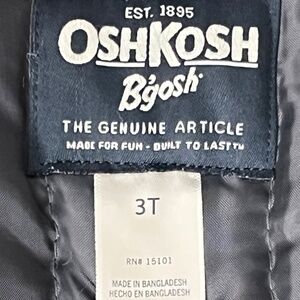 EST. 1895
OSHKOSH
B'gosh
THE GENUINE ARTICLE
MADE FOR FUN - BUILT TO LAST™
3T
RN# 15101
MADE IN BANGLADESH
HECHO EN BANGLADESH